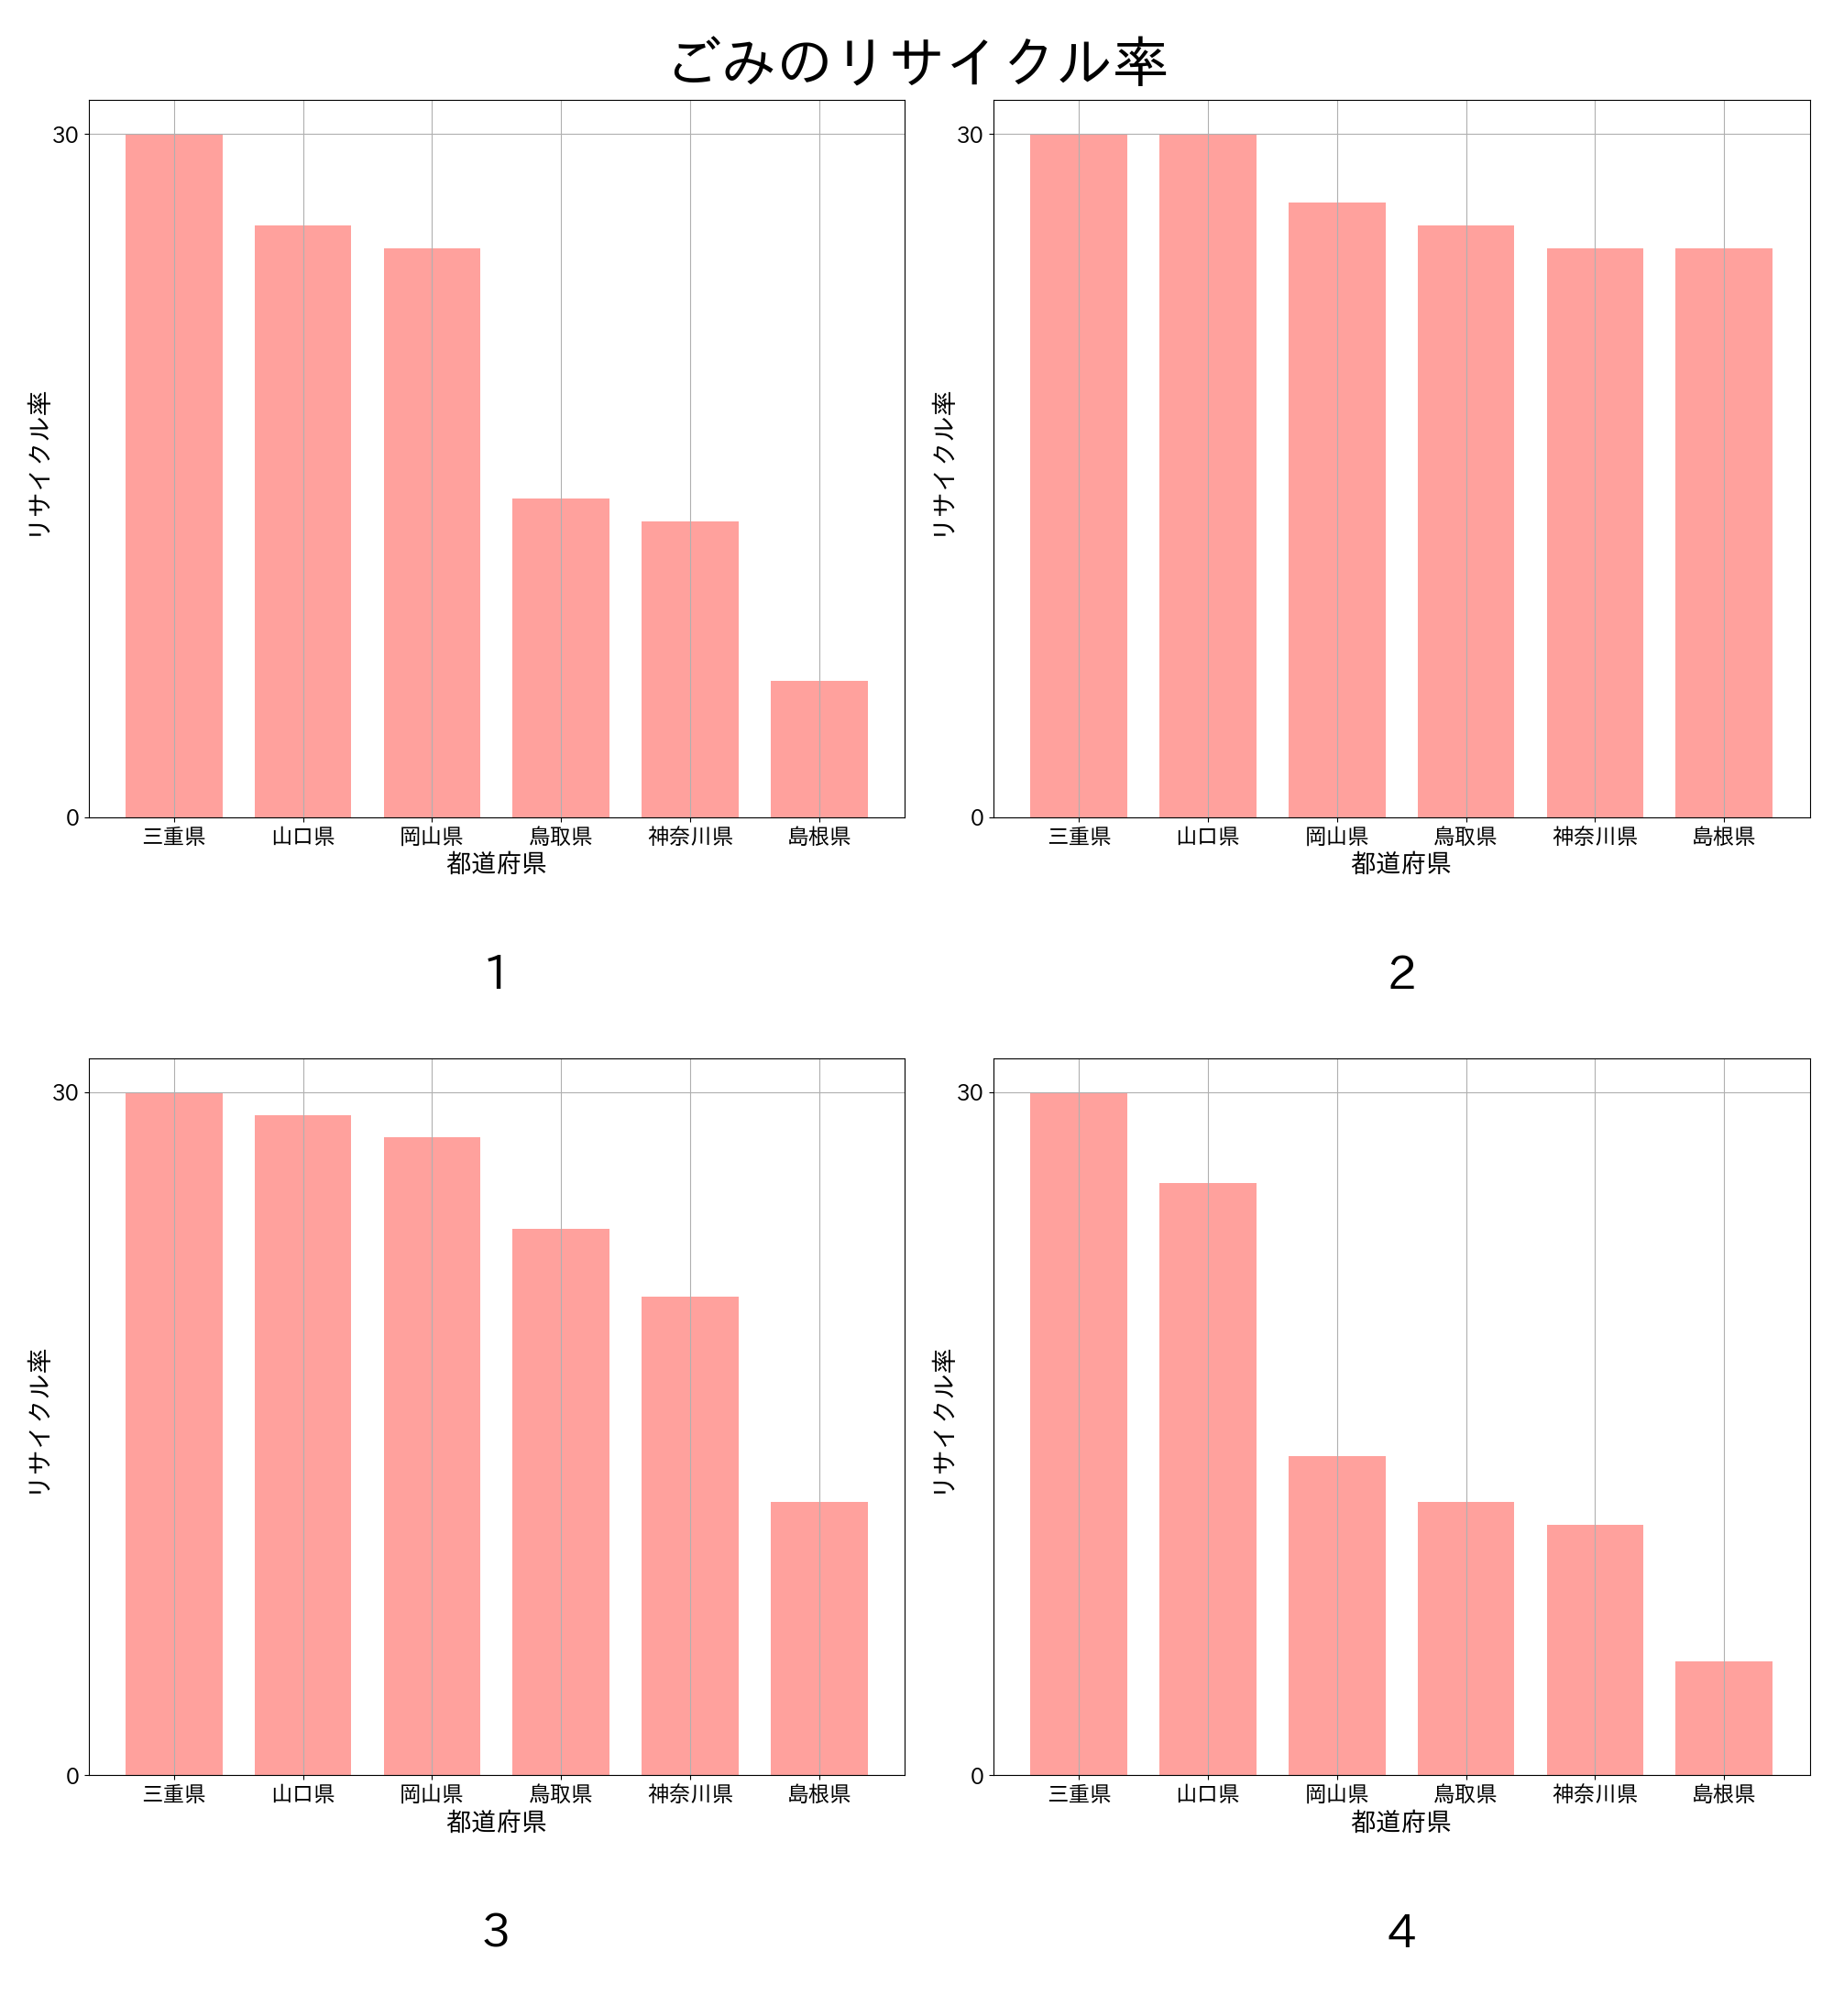 ごみのリサイクル率
30
0
リサイクル率
三重県 山口県 岡山県 鳥取県 神奈川県 島根県
都道府県
1
30
0
リサイクル率
三重県 山口県 岡山県 鳥取県 神奈川県 島根県
都道府県
2
30
0
リサイクル率
三重県 山口県 岡山県 鳥取県 神奈川県 島根県
都道府県
3
30
0
リサイクル率
三重県 山口県 岡山県 鳥取県 神奈川県 島根県
都道府県
4